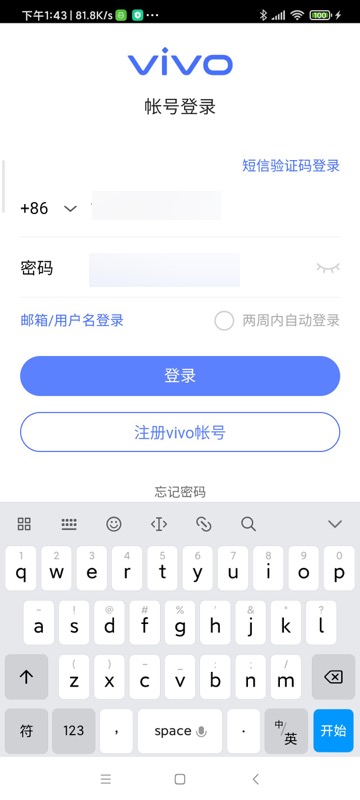 下午1:43 | 81.8K/s ··· 100
vivo
帐号登录
短信验证码登录
+86
密码
邮箱/用户名登录 两周内自动登录
登录
注册vivo帐号
忘记密码
1 2 3 4 5 6 7 8 9 0
q w e r t y u i o p
~ ! @ # % ' & * ?
a s d f g h j k l
( ) - _ : ; /
z x c v b n m
符 123 , space . 中/英 开始